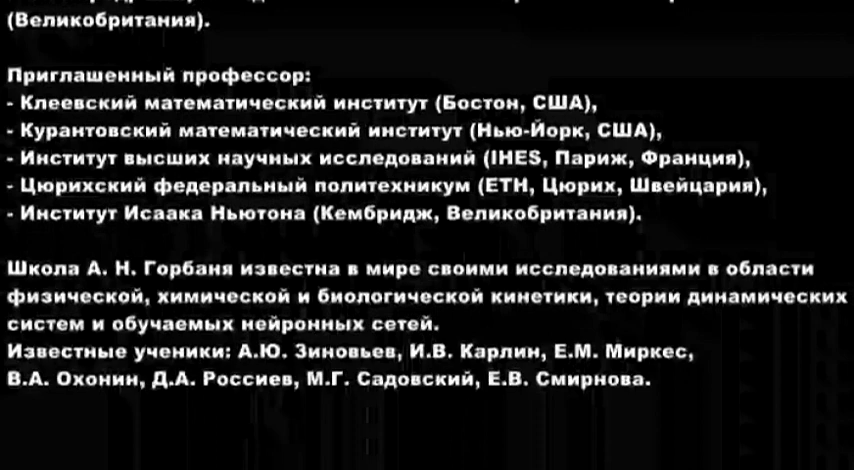 (Великобритания).
Приглашенный профессор:
- Клеевский математический институт (Бостон, США),
- Курантовский математический институт (Нью-Йорк, США),
- Институт высших научных исследований (IHES, Париж, Франция),
- Цюрихский федеральный политехникум (ETH, Цюрих, Швейцария),
- Институт Исаака Ньютона (Кембридж, Великобритания).
Школа А. Н. Горбаня известна в мире своими исследованиями в области
физической, химической и биологической кинетики, теории динамических
систем и обучаемых нейронных сетей.
Известные ученики: А.Ю. Зиновьев, И.В. Карлин, Е.М. Миркес,
В.А. Охонин, Д.А. Россиев, М.Г. Садовский, Е.В. Смирнова.